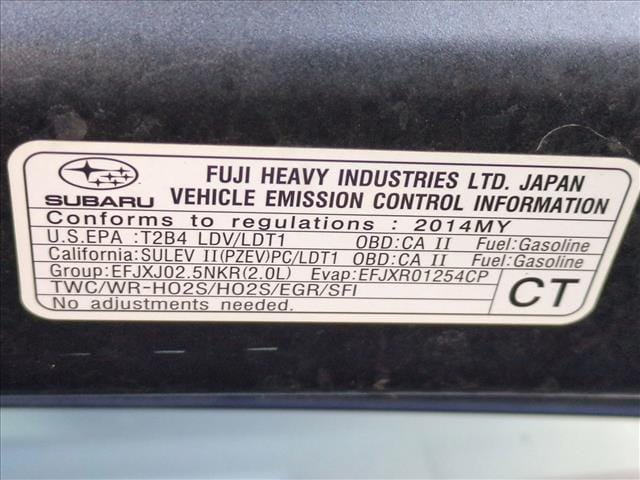 FUJI HEAVY INDUSTRIES LTD. JAPAN
SUBARU VEHICLE EMISSION CONTROL INFORMATION
Conforms to regulations : 2014MY
U.S.EPA :T2B4 LDV/LDT1 OBD:CA II Fuel:Gasoline
California:SULEV II(PZEV)PC/LDT1 OBD:CA II Fuel:Gasoline
Group:EFJXJ02.5NKR(2.0L) Evap:EFJXR01254CP
TWC/WR-HO2S/HO2S/EGR/SFI
No adjustments needed.
CT